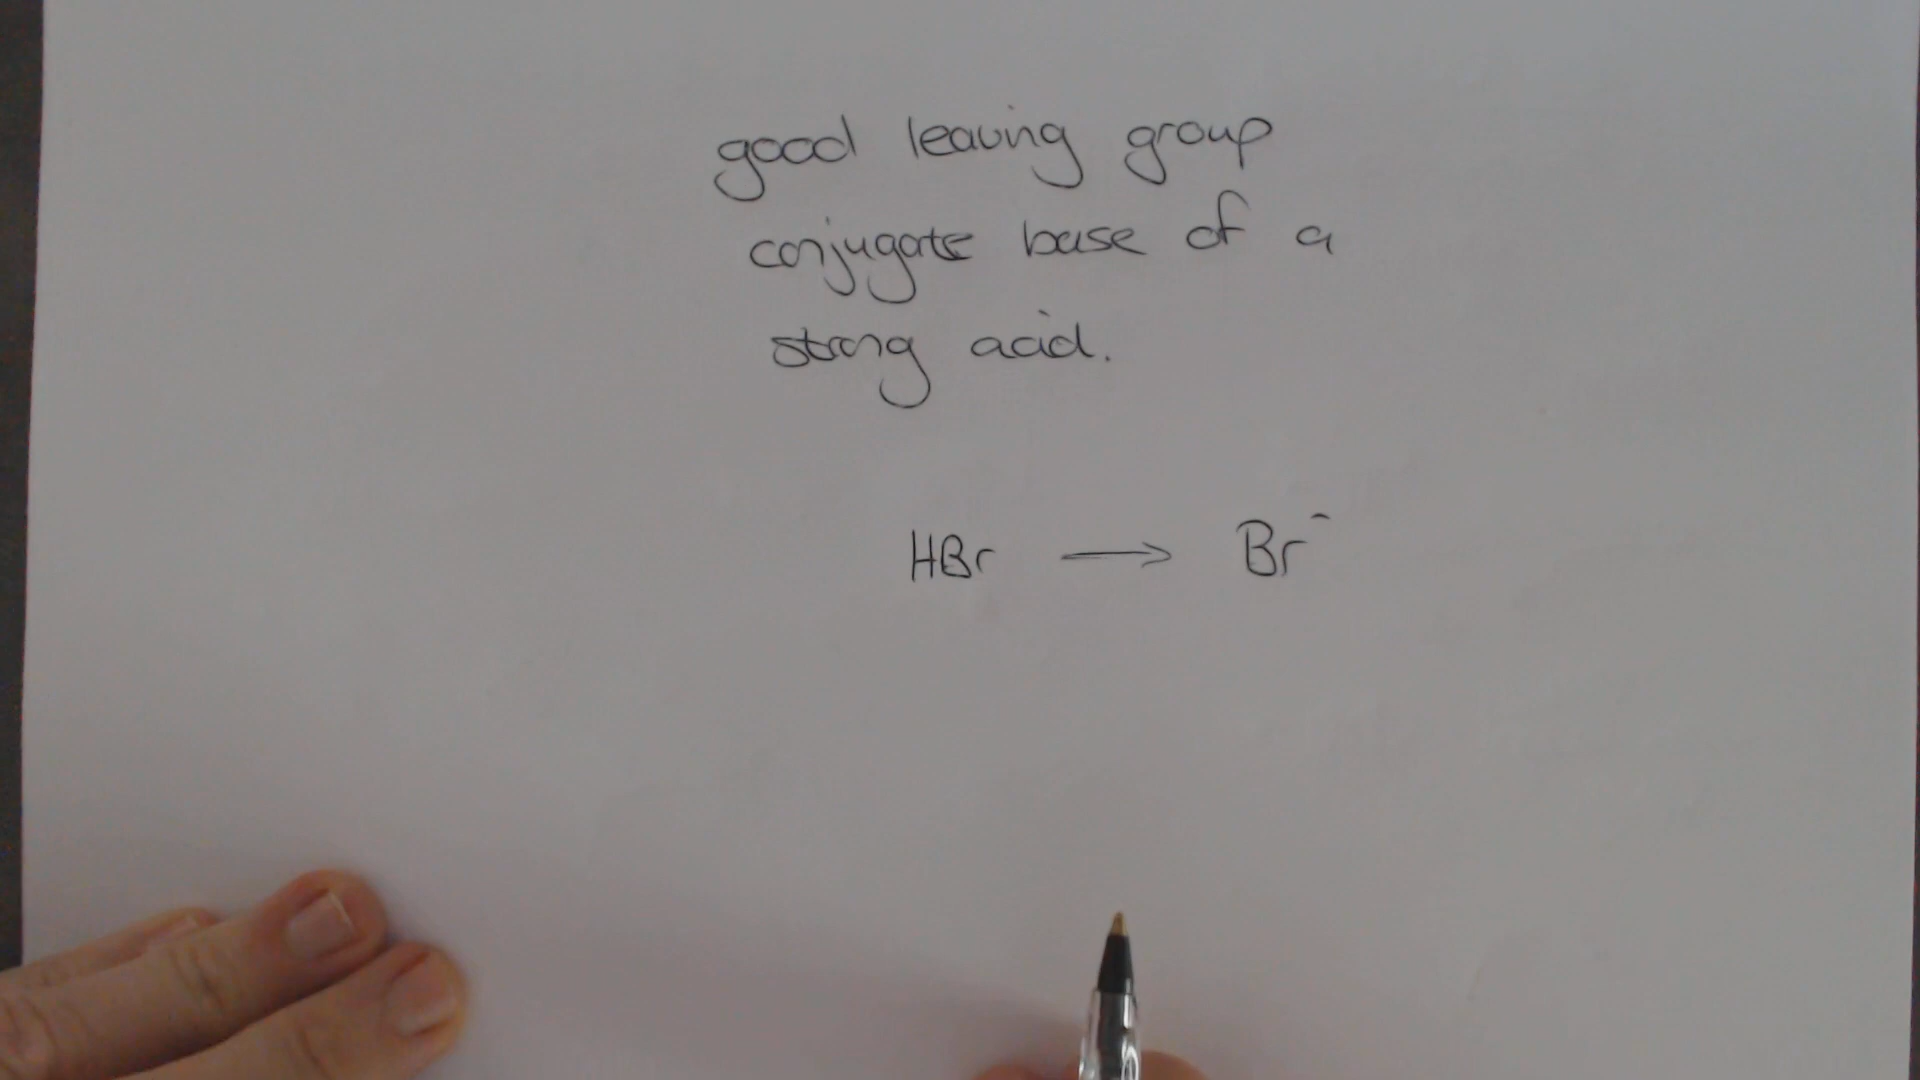 good leaving group
conjugate base of a
strong acid.
HBr → Br⁻